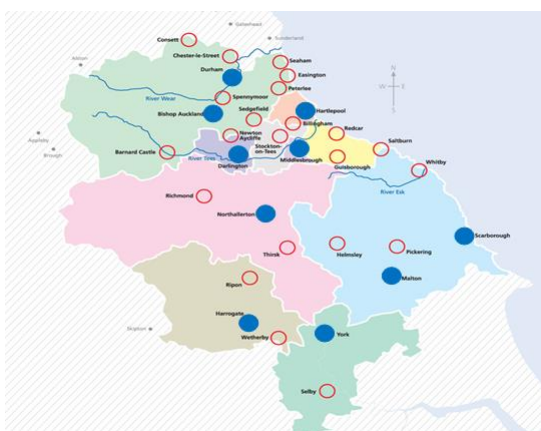 Gateshead
Sunderland
Consett
Chester-le-Street
Seaham
Alston
Durham
Easington
Peterlee
N
W
E
S
River Wear
Spennymoor
Sedgefield
Bishop Auckland
Hartlepool
Billingham
Redcar
Appleby
Brough
Newton
Aycliffe
Stockton-
on-Tees
Saltburn
Barnard Castle
River Tees
Darlington
Middlesbrough
Guisborough
Whitby
River Esk
Richmond
Northallerton
Scarborough
Thirsk
Helmsley
Pickering
Malton
Ripon
Harrogate
Skipton
Wetherby
York
Selby